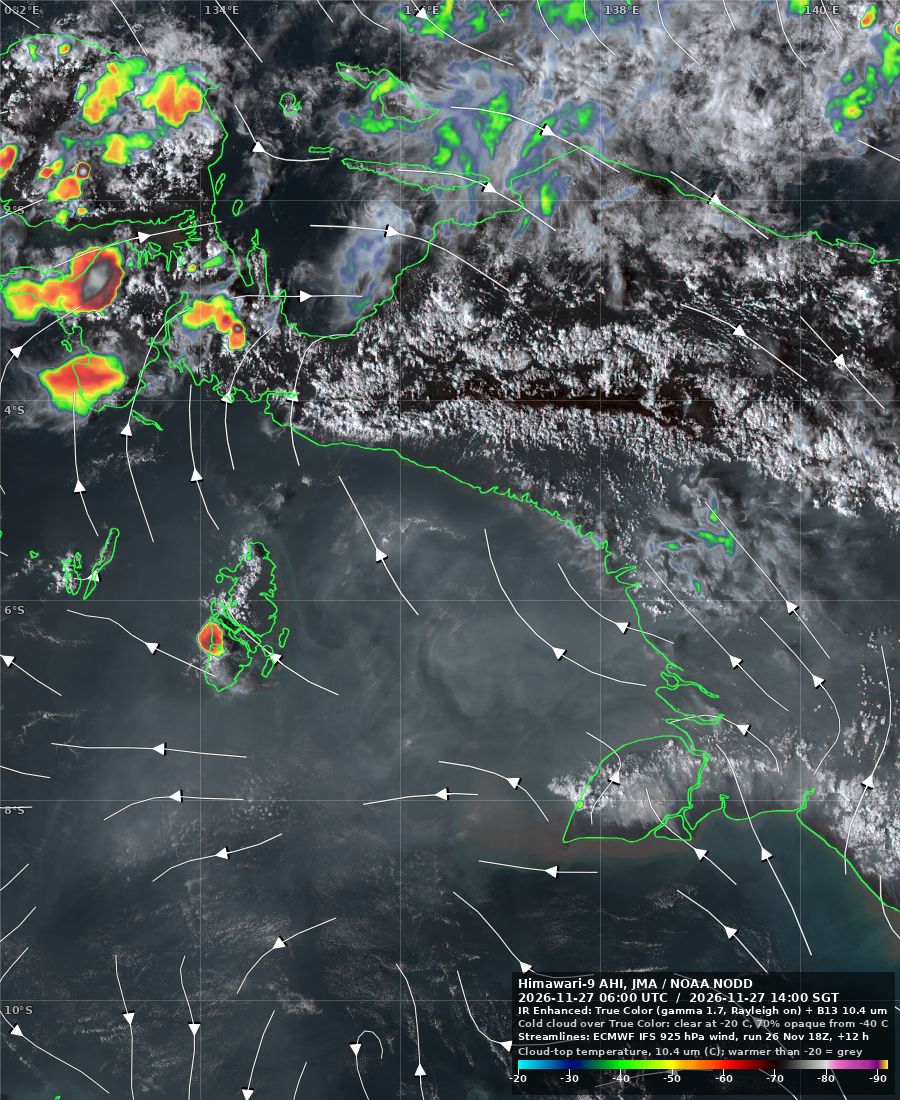 134°E
138°E
140°E
2°S
4°S
6°S
8°S
10°S
Himawari-9 AHI, JMA / NOAA NODD
2026-11-27 06:00 UTC / 2026-11-27 14:00 SGT
IR Enhanced: True Color (gamma 1.7, Rayleigh on) + B13 10.4 um
Cold cloud over True Color: clear at -20 C, 70% opaque from -40 C
Streamlines: ECMWF IFS 925 hPa wind, run 26 Nov 18Z, +12 h
Cloud-top temperature, 10.4 um (C); warmer than -20 = grey
-20 -30 -40 -50 -60 -70 -80 -90